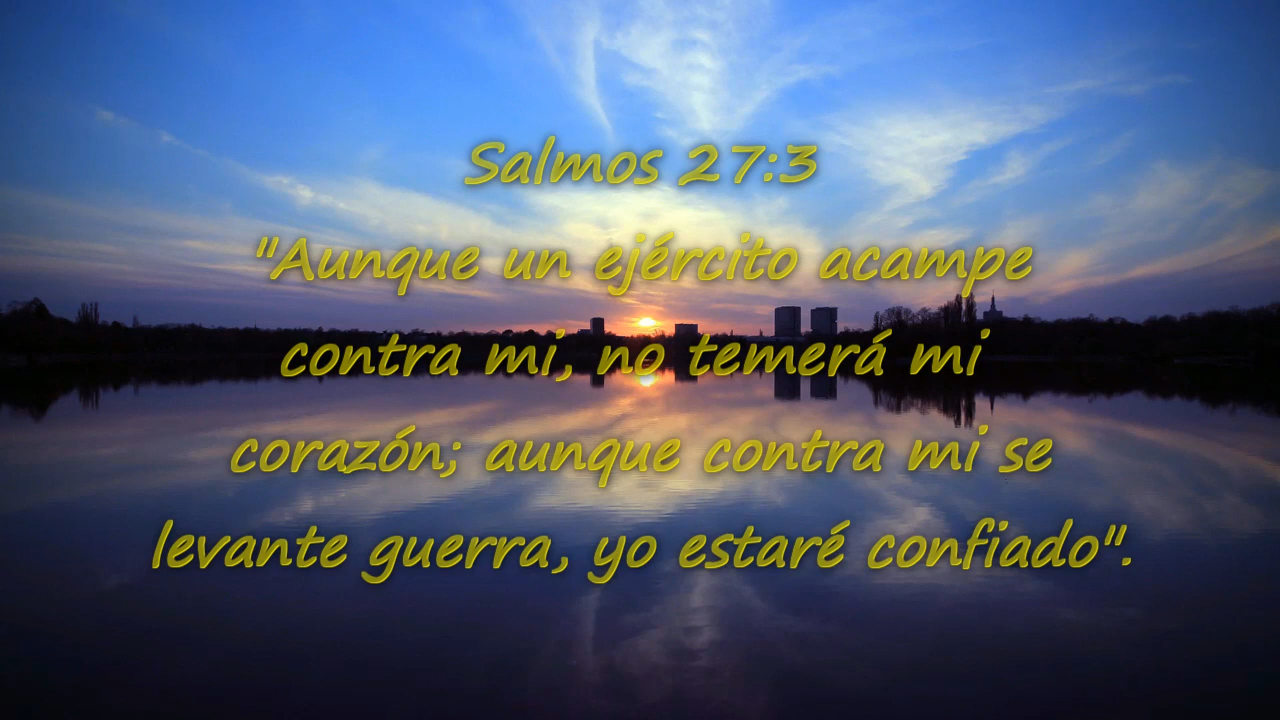 Salmos 27:3
"Aunque un ejército acampe
contra mi, no temerá mi
corazón; aunque contra mi se
levante guerra, yo estaré confiado".